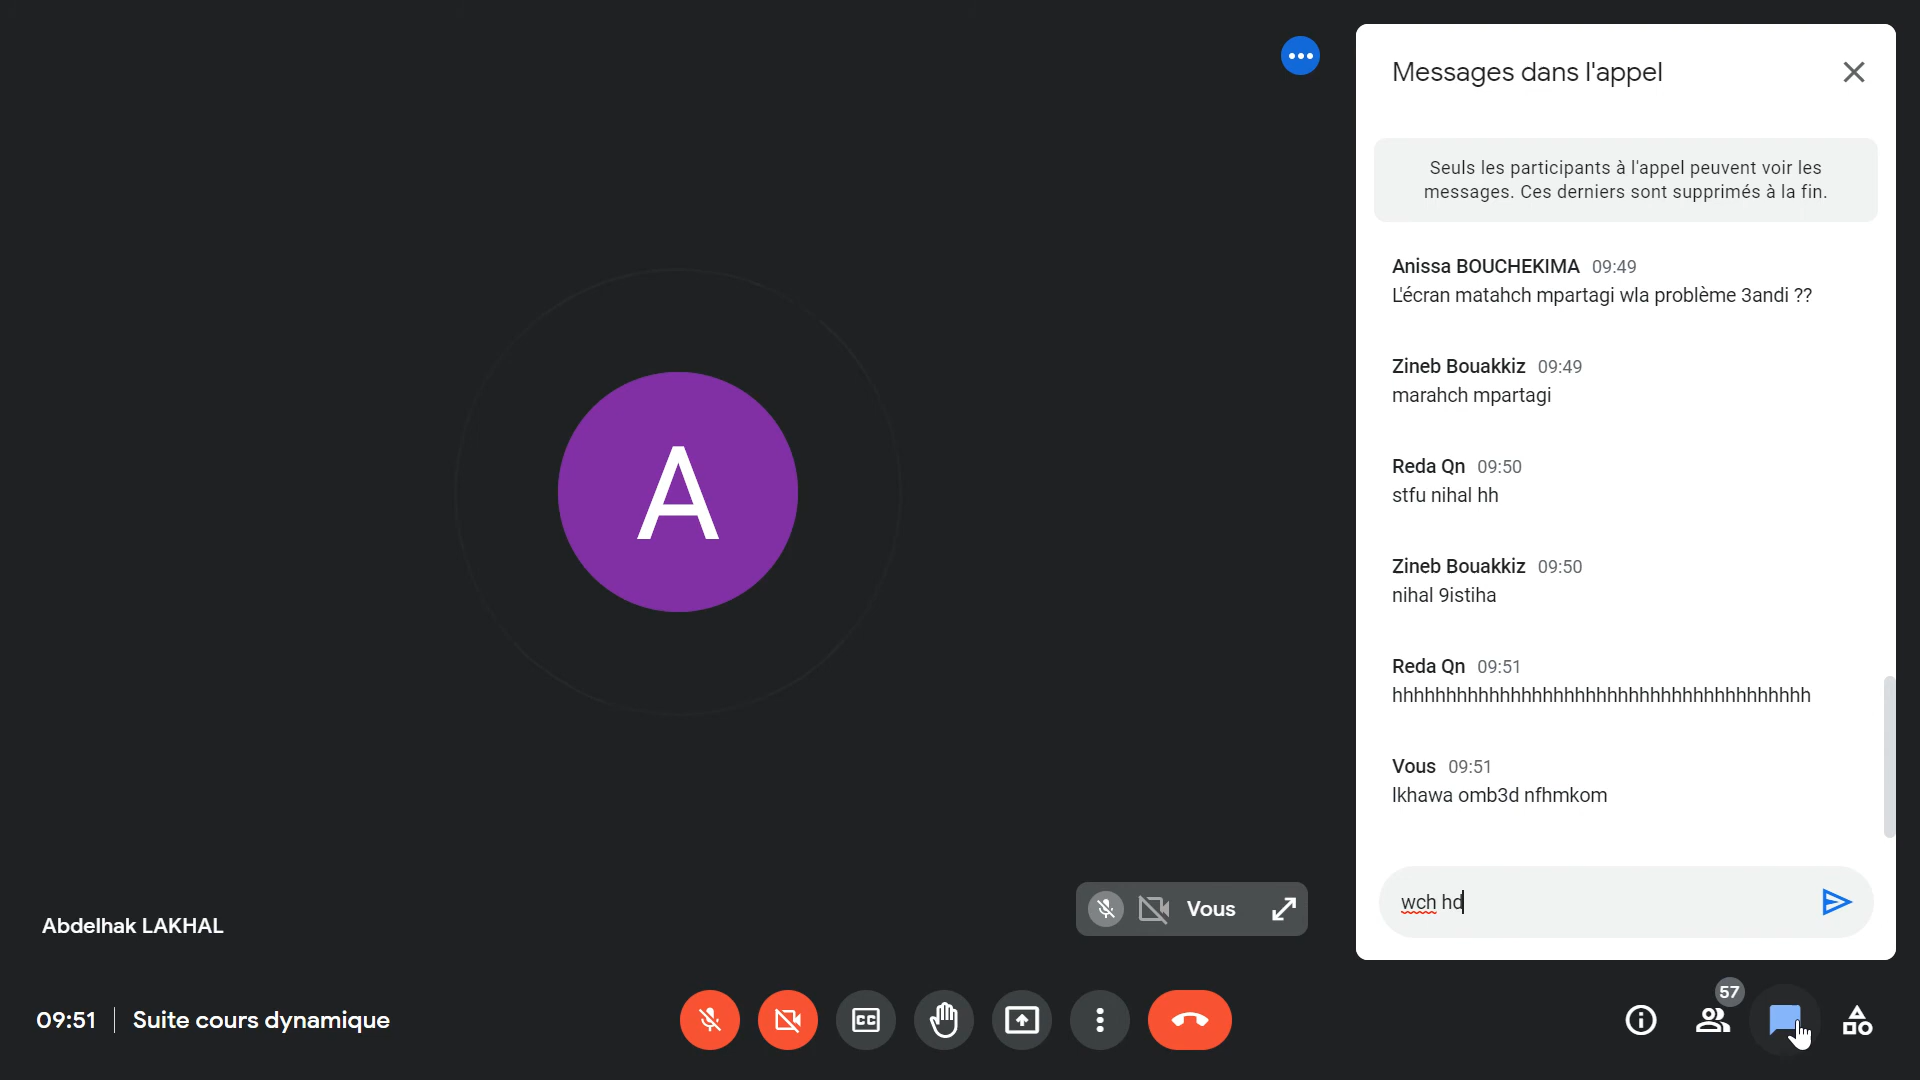 Messages dans l'appel
Seuls les participants à l'appel peuvent voir les
messages. Ces derniers sont supprimés à la fin.
Anissa BOUCHEKIMA 09:49
L'écran matahch mpartagi wla problème 3andi ??
Zineb Bouakkiz 09:49
marahch mpartagi
Reda Qn 09:50
stfu nihal hh
Zineb Bouakkiz 09:50
nihal 9istiha
Reda Qn 09:51
hhhhhhhhhhhhhhhhhhhhhhhhhhhhhhhhhhhhhhh
Vous 09:51
lkhawa omb3d nfhmkom
wch hd
A
Abdelhak LAKHAL
Vous
09:51
Suite cours dynamique
CC
57